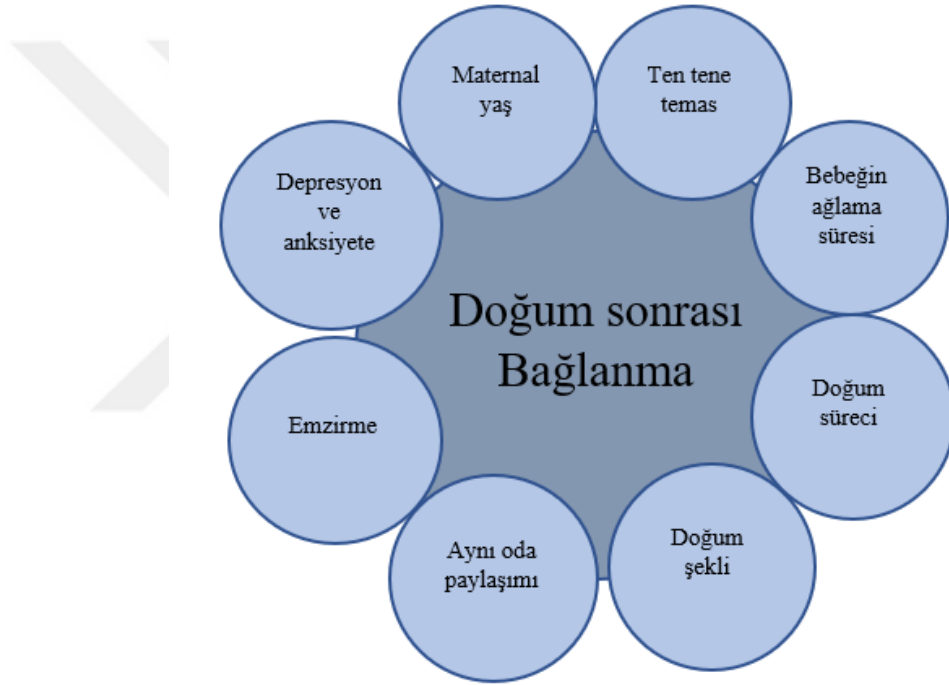 Maternal
yaş
Ten tene
temas
Bebeğin
ağlama
süresi
Doğum
süreci
Doğum
şekli
Aynı oda
paylaşımı
Emzirme
Depresyon
ve
anksiyete
Doğum sonrası
Bağlanma